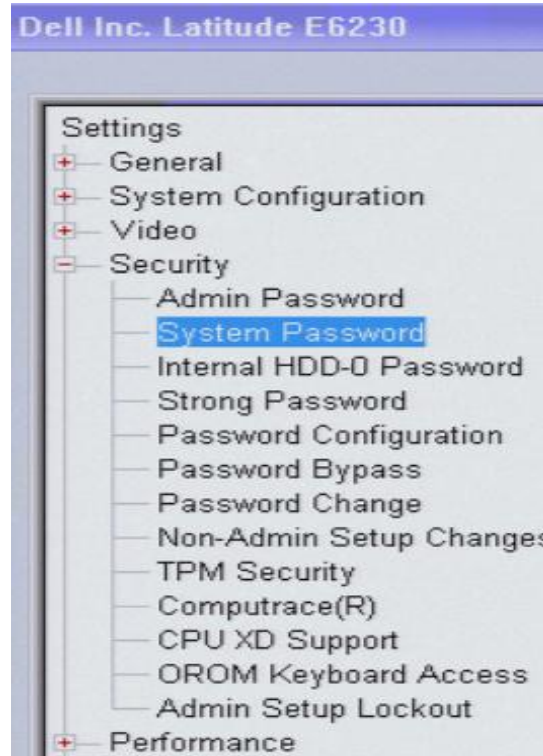 Dell Inc. Latitude E6230
Settings
General
System Configuration
Video
Security
Admin Password
System Password
Internal HDD-0 Password
Strong Password
Password Configuration
Password Bypass
Password Change
Non-Admin Setup Changes
TPM Security
Computrace(R)
CPU XD Support
OROM Keyboard Access
Admin Setup Lockout
Performance